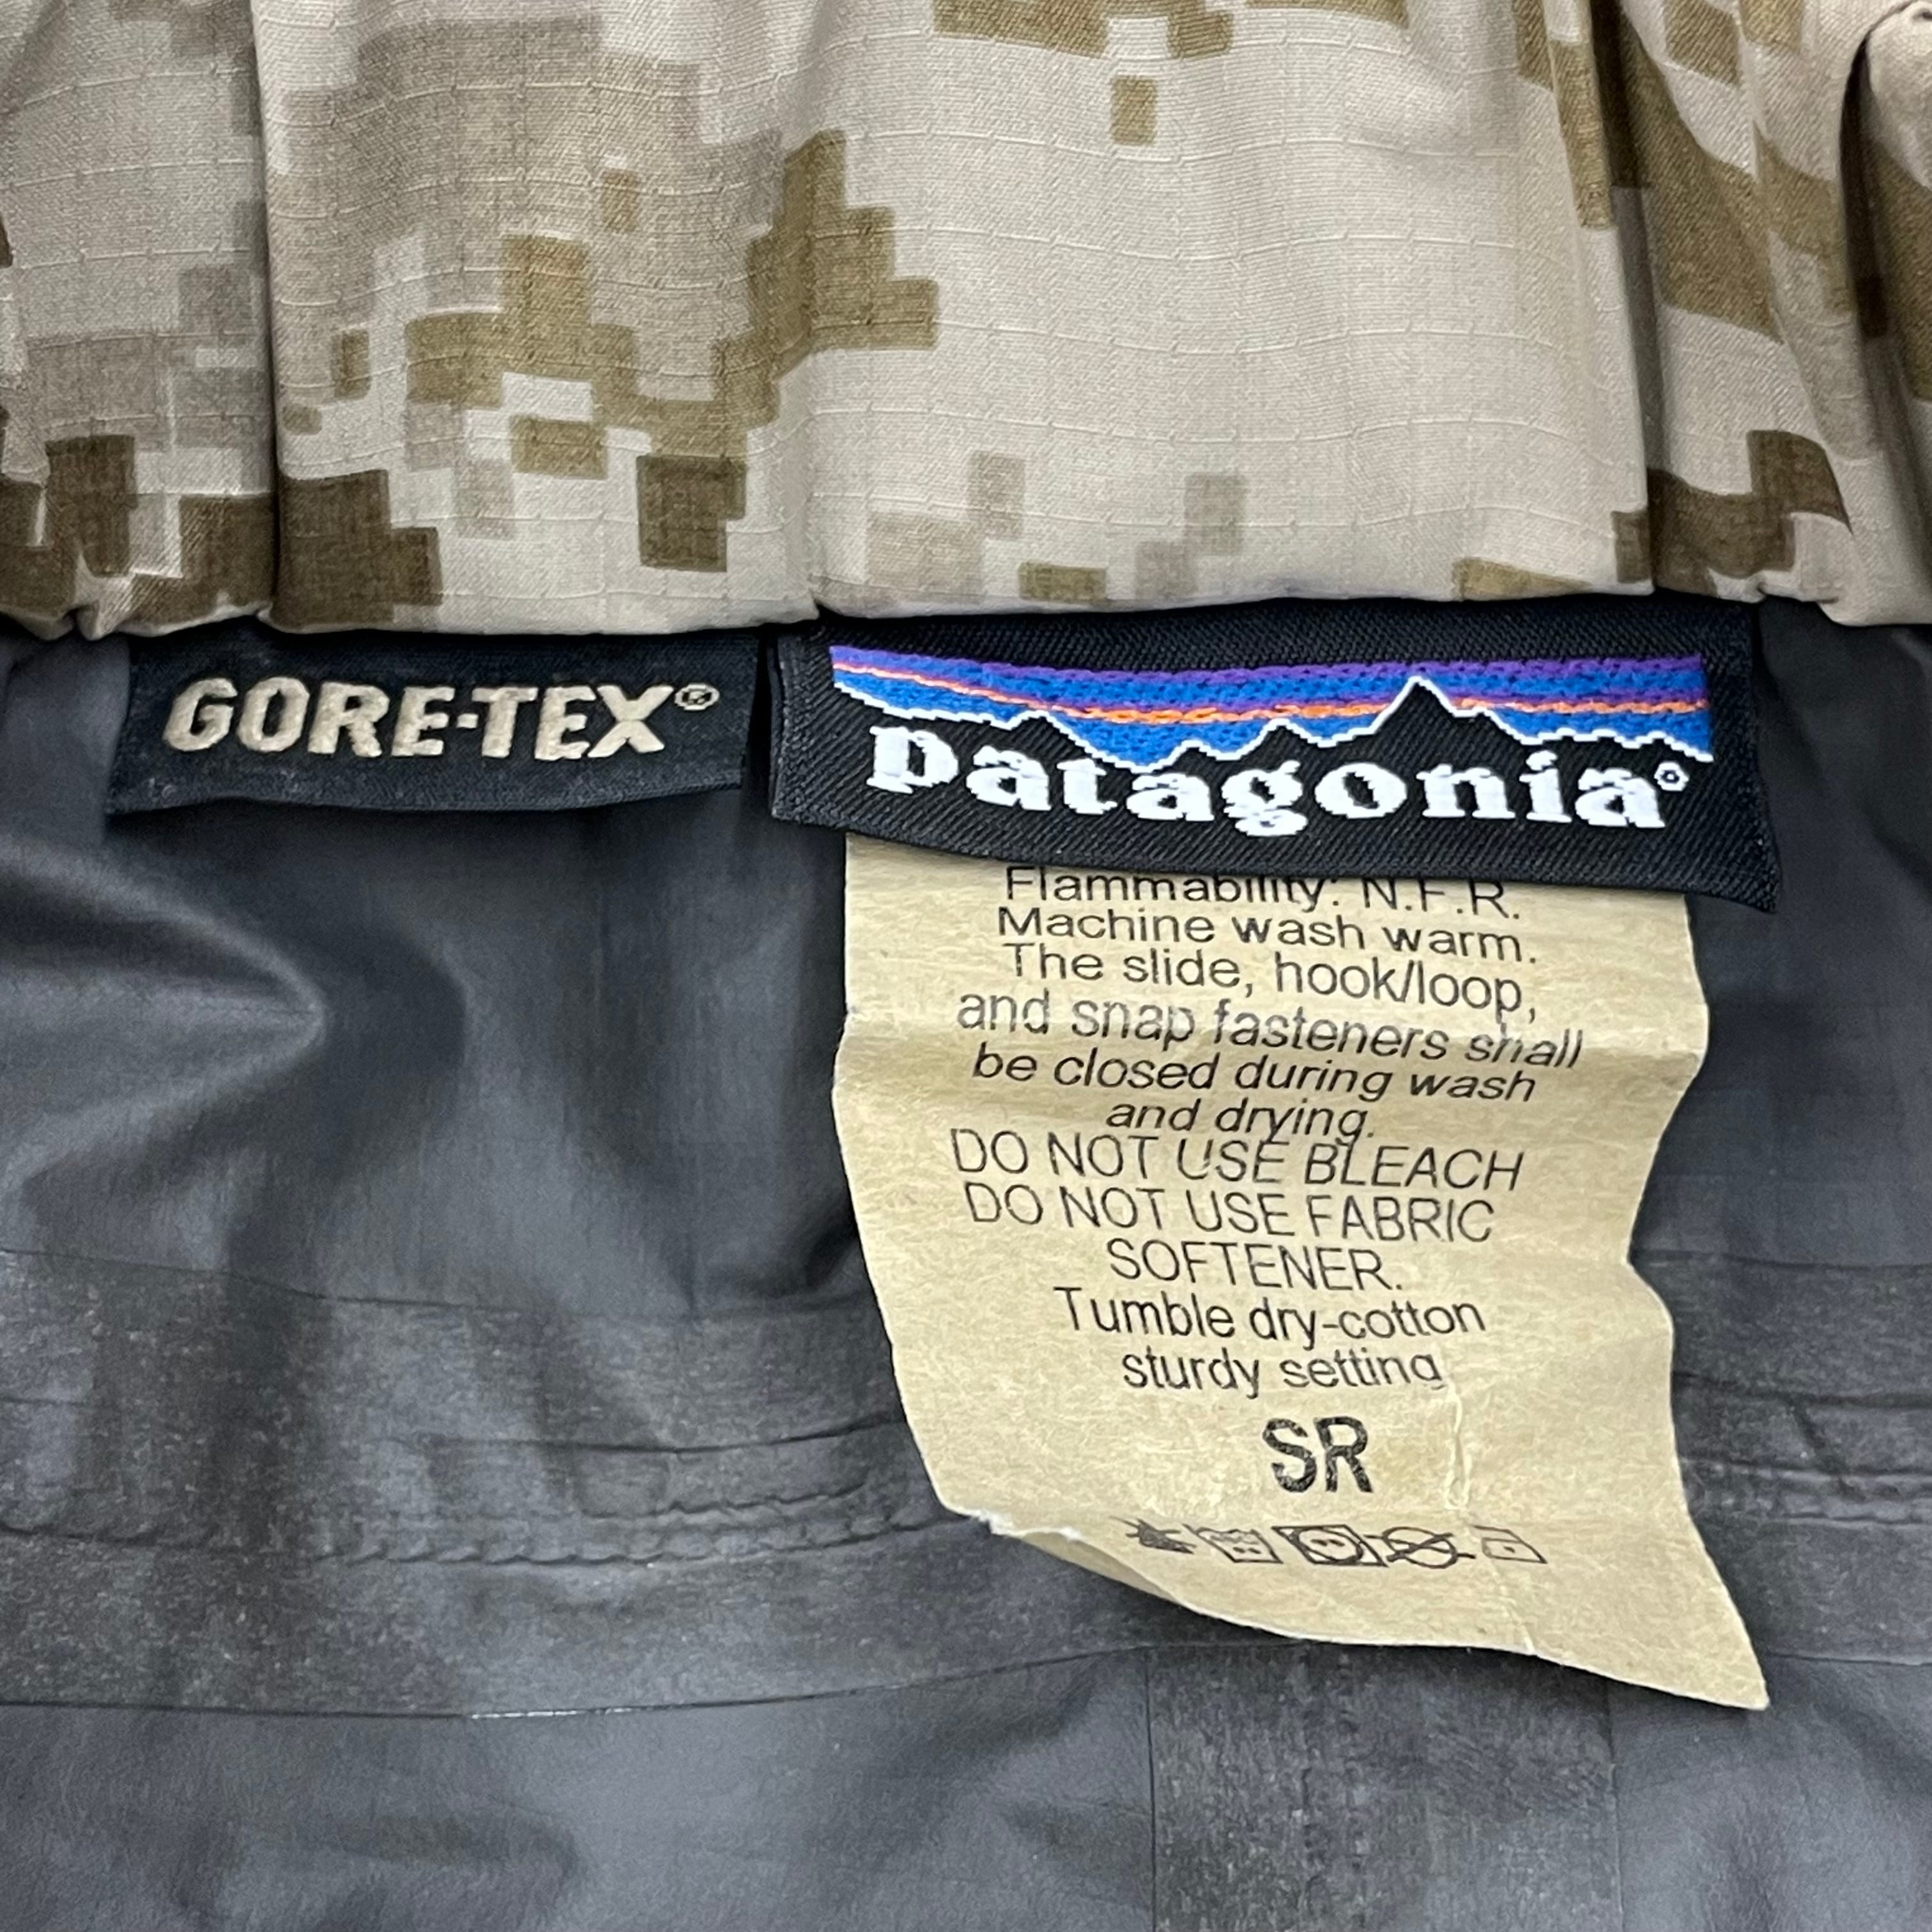 GORE-TEX®
patagonia®
Flammability: N.F.R.
Machine wash warm.
The slide, hook/loop,
and snap fasteners shall
be closed during wash
and drying.
DO NOT USE BLEACH
DO NOT USE FABRIC
SOFTENER.
Tumble dry-cotton
sturdy setting
SR